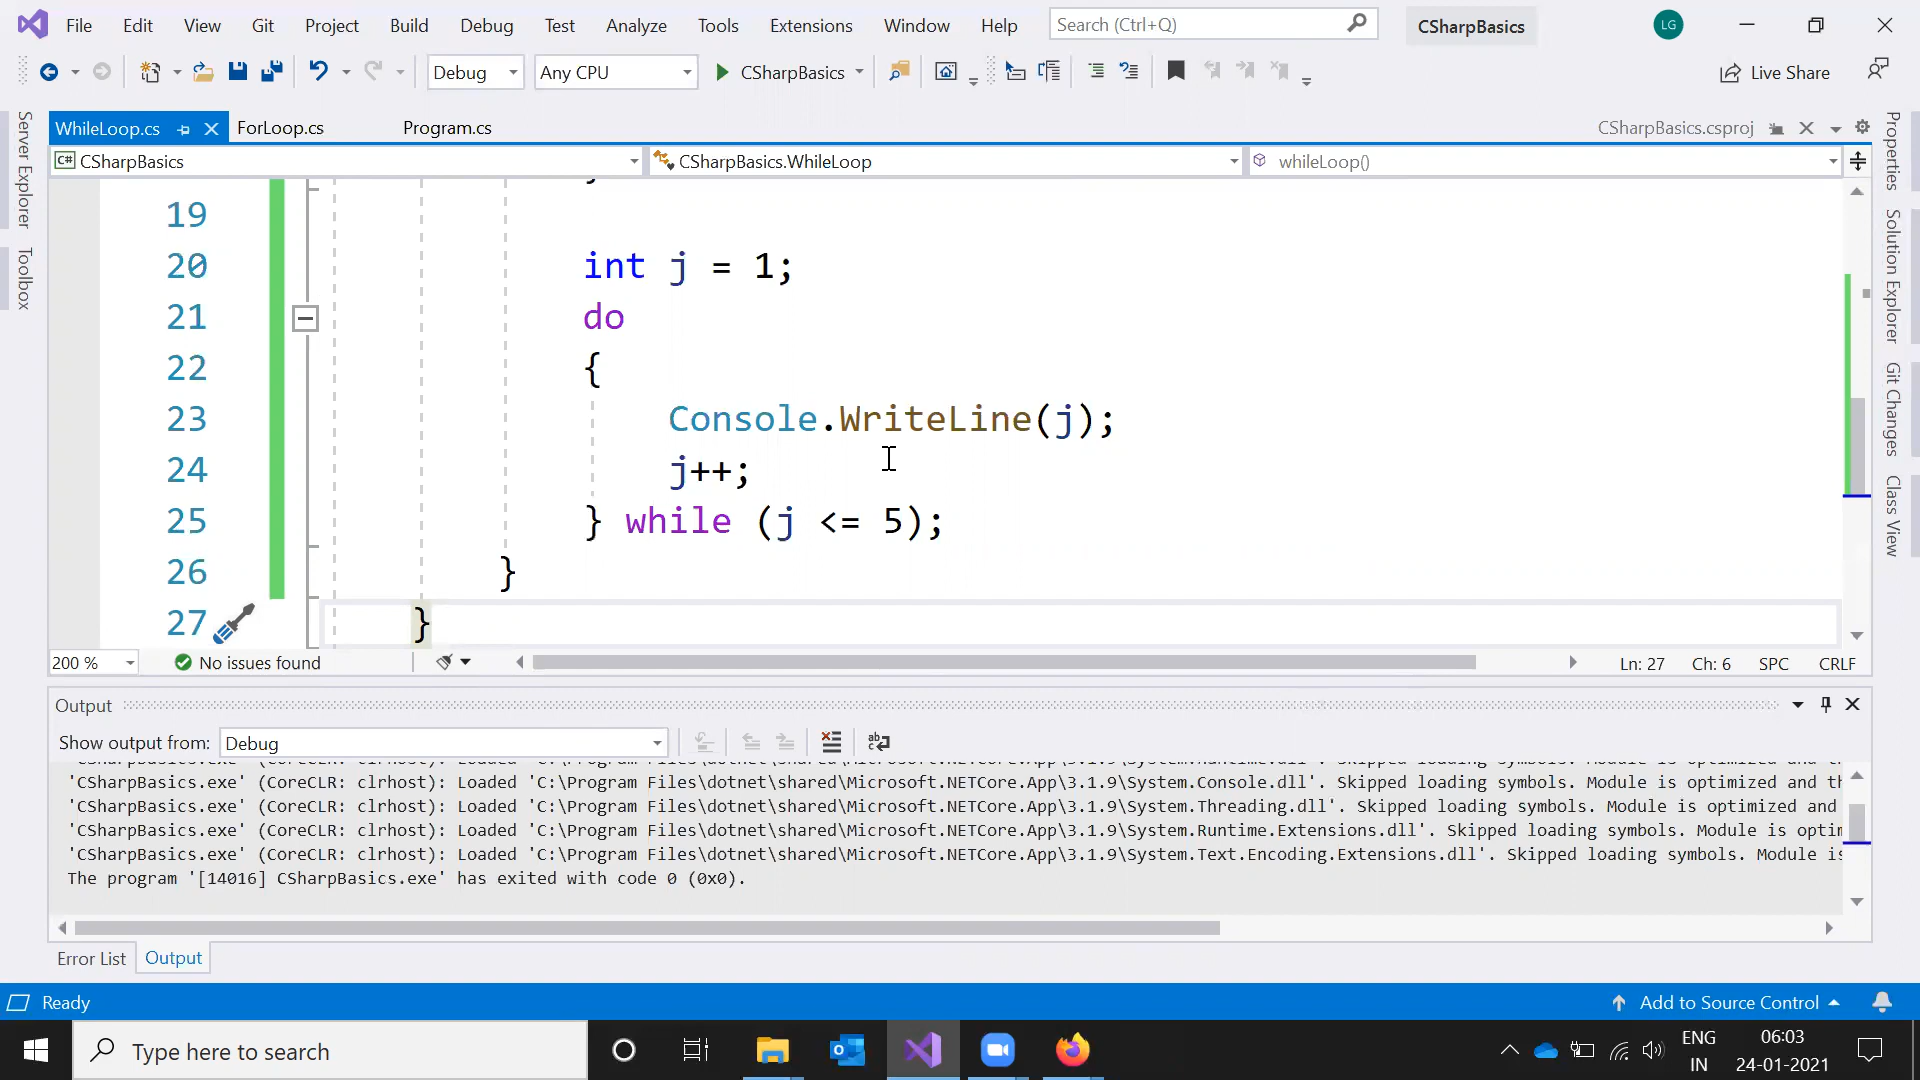 File Edit View Git Project Build Debug Test Analyze Tools Extensions Window Help Search (Ctrl+Q) CSharpBasics LG
Debug Any CPU CSharpBasics Live Share
WhileLoop.cs ForLoop.cs Program.cs CSharpBasics.csproj
CSharpBasics CSharpBasics.WhileLoop whileLoop()
Server Explorer
Toolbox
Properties
Solution Explorer
Git Changes
Class View
19
20 int j = 1;
21 do
22 {
23 Console.WriteLine(j);
24 j++;
25 } while (j <= 5);
26 }
27 }
200 % No issues found Ln: 27 Ch: 6 SPC CRLF
Output
Show output from: Debug
'CSharpBasics.exe' (CoreCLR: clrhost): Loaded 'C:\Program Files\dotnet\shared\Microsoft.NETCore.App\3.1.9\System.Console.dll'. Skipped loading symbols. Module is optimized and th
'CSharpBasics.exe' (CoreCLR: clrhost): Loaded 'C:\Program Files\dotnet\shared\Microsoft.NETCore.App\3.1.9\System.Threading.dll'. Skipped loading symbols. Module is optimized and
'CSharpBasics.exe' (CoreCLR: clrhost): Loaded 'C:\Program Files\dotnet\shared\Microsoft.NETCore.App\3.1.9\System.Runtime.Extensions.dll'. Skipped loading symbols. Module is optim
'CSharpBasics.exe' (CoreCLR: clrhost): Loaded 'C:\Program Files\dotnet\shared\Microsoft.NETCore.App\3.1.9\System.Text.Encoding.Extensions.dll'. Skipped loading symbols. Module is
The program '[14016] CSharpBasics.exe' has exited with code 0 (0x0).
Error List Output
Ready Add to Source Control
Type here to search
ENG 06:03
IN 24-01-2021